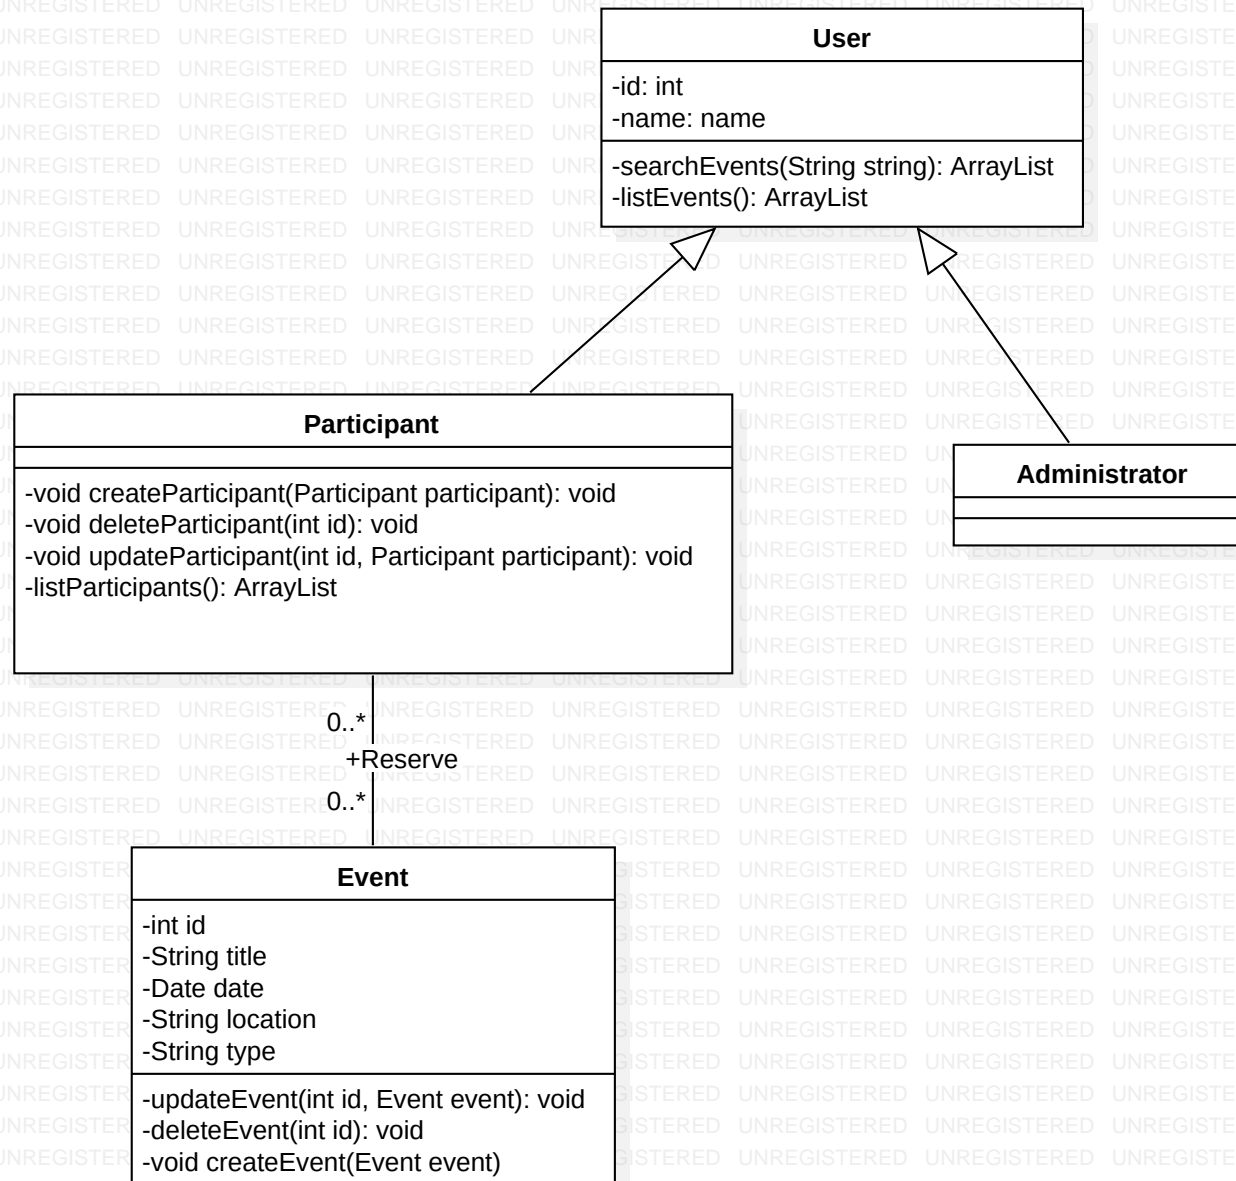 User
-id: int
-name: name
-searchEvents(String string): ArrayList
-listEvents(): ArrayList
Participant
-void createParticipant(Participant participant): void
-void deleteParticipant(int id): void
-void updateParticipant(int id, Participant participant): void
-listParticipants(): ArrayList
Administrator
0..*
+Reserve
0..*
Event
-int id
-String title
-Date date
-String location
-String type
-updateEvent(int id, Event event): void
-deleteEvent(int id): void
-void createEvent(Event event)
UNREGISTERED